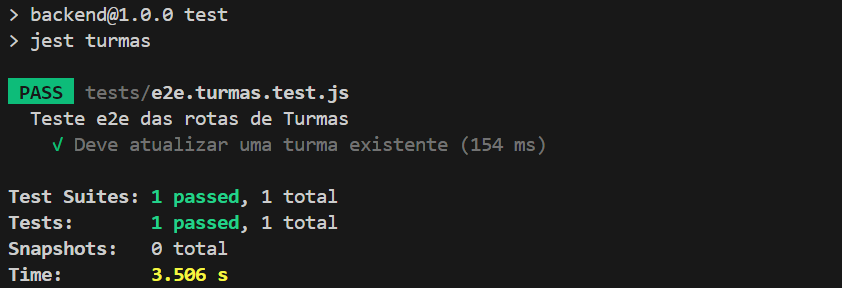 > backend@1.0.0 test
> jest turmas
PASS tests/e2e.turmas.test.js
Teste e2e das rotas de Turmas
√ Deve atualizar uma turma existente (154 ms)
Test Suites: 1 passed, 1 total
Tests: 1 passed, 1 total
Snapshots: 0 total
Time: 3.506 s